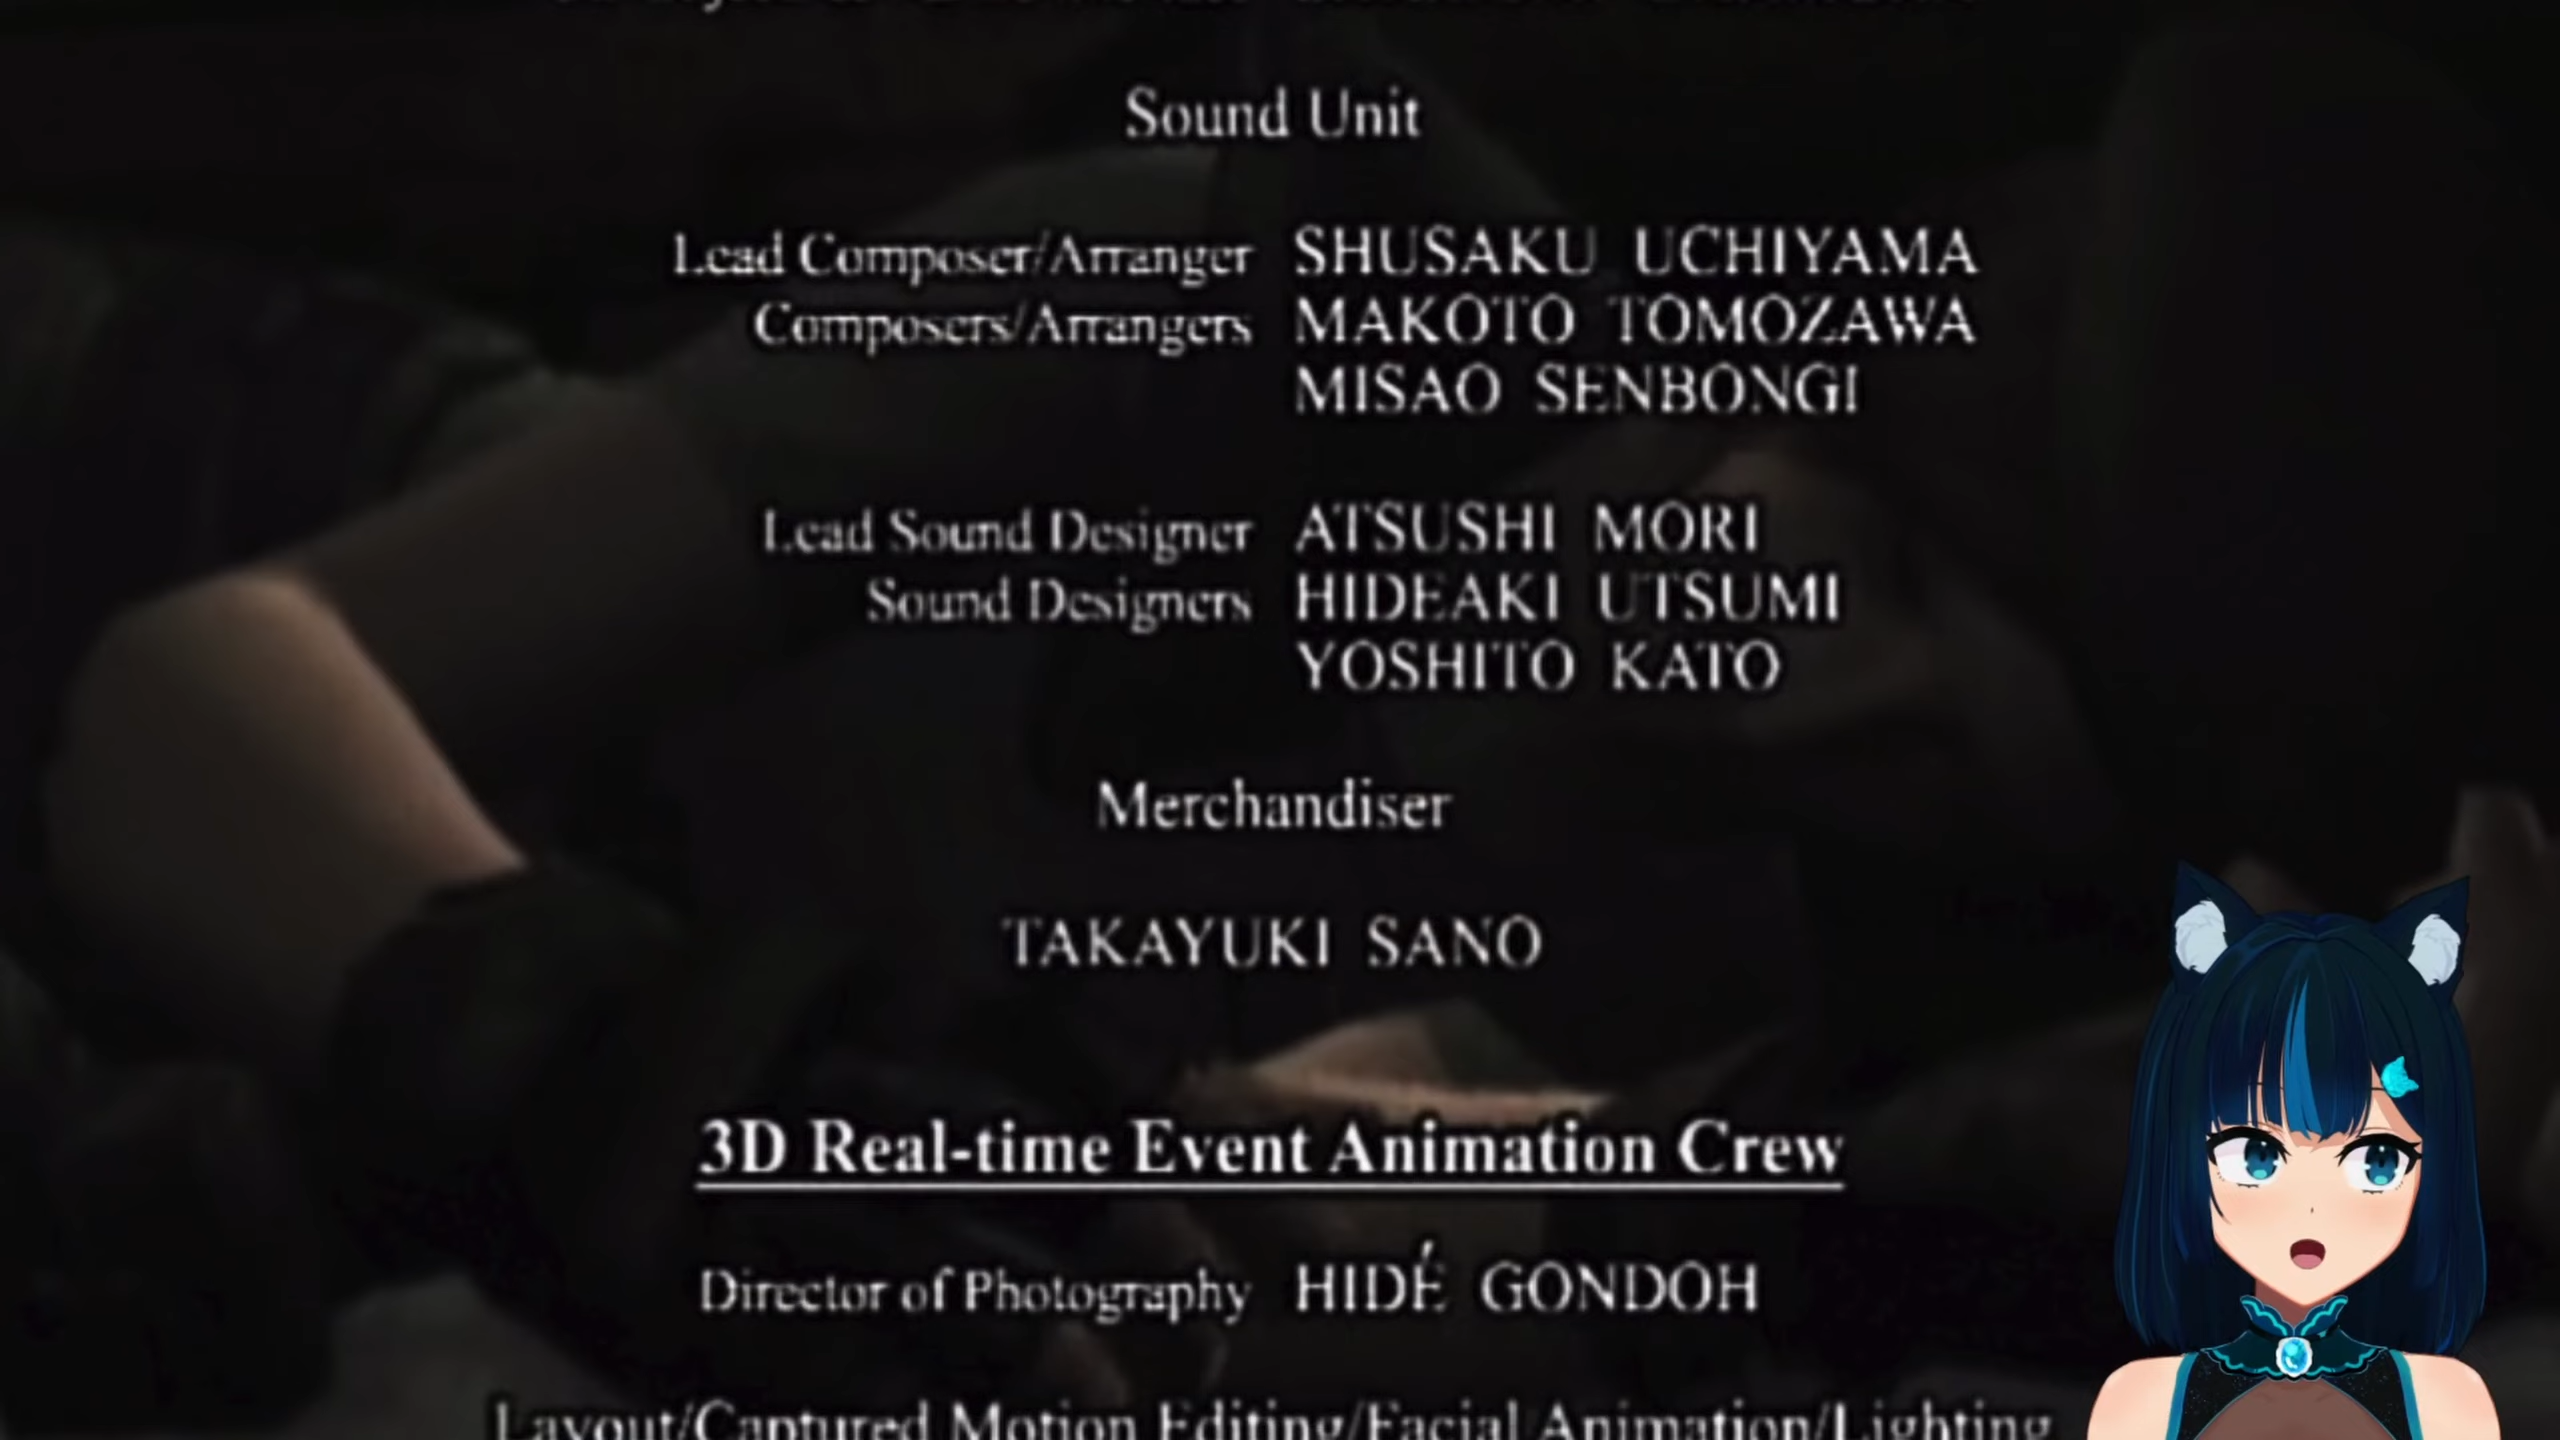 Sound Unit
Lead Composer/Arranger SHUSAKU UCHIYAMA
Composers/Arrangers MAKOTO TOMOZAWA
MISAO SENBONGI
Lead Sound Designer ATSUSHI MORI
Sound Designers HIDEAKI UTSUMI
YOSHITO KATO
Merchandiser
TAKAYUKI SANO
3D Real-time Event Animation Crew
Director of Photography HIDÉ GONDOH
Layout/Captured Motion Editing/Facial Animation/Lighting